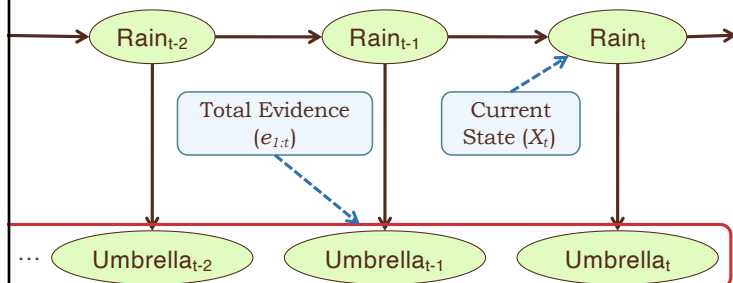 Rain_{t-2} Rain_{t-1} Rain_t
Total Evidence
(e_{1:t})
Current
State (X_t)
... Umbrella_{t-2} Umbrella_{t-1} Umbrella_t